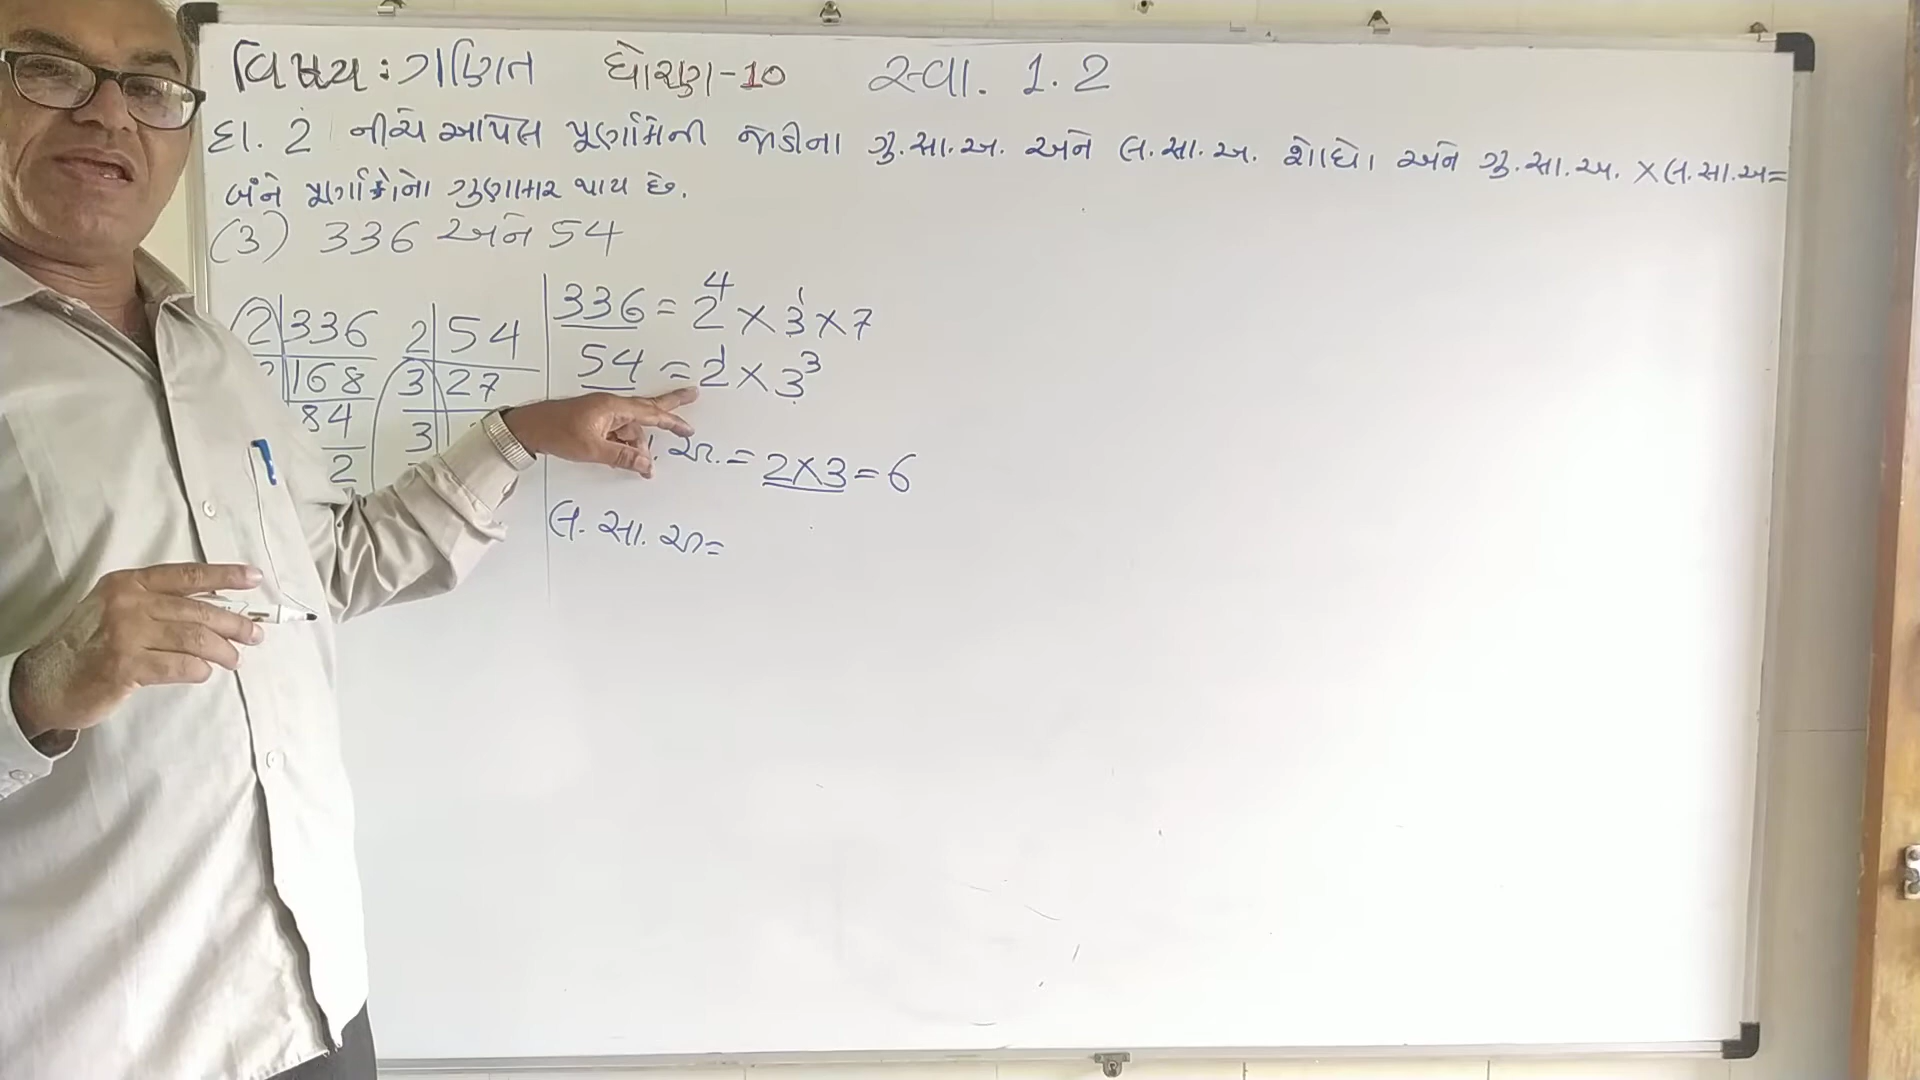 વિષય : ગણિત ધોરણ-10 સ્વા. 1.2
દા. 2 નીચે આપેલ પૂર્ણાંકોની જોડીના ગુ.સા.અ. અને લ.સા.અ. શોધો અને ગુ.સા.અ. × લ.સા.અ =
બંને પૂર્ણાંકોનો ગુણાકાર થાય છે.
(3) 336 અને 54
2 336
168
84
2
2 54
3 27
3
336 = 2⁴ × 3¹ × 7
54 = 2¹ × 3³
અ. = 2×3 = 6
લ. સા. અ =